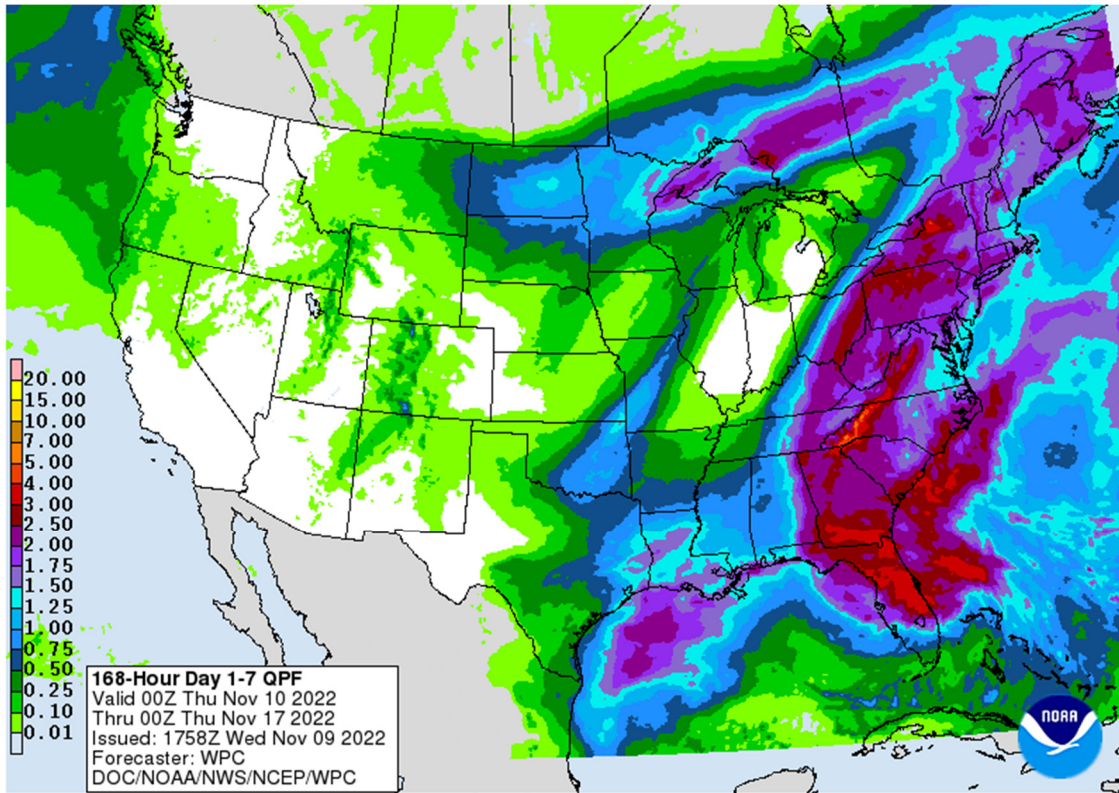 20.00
15.00
10.00
7.00
5.00
4.00
3.00
2.50
2.00
1.75
1.50
1.25
1.00
0.75
0.50
0.25
0.10
0.01
168-Hour Day 1-7 QPF
Valid 00Z Thu Nov 10 2022
Thru 00Z Thu Nov 17 2022
Issued: 1758Z Wed Nov 09 2022
Forecaster: WPC
DOC/NOAA/NWS/NCEP/WPC
NOAA